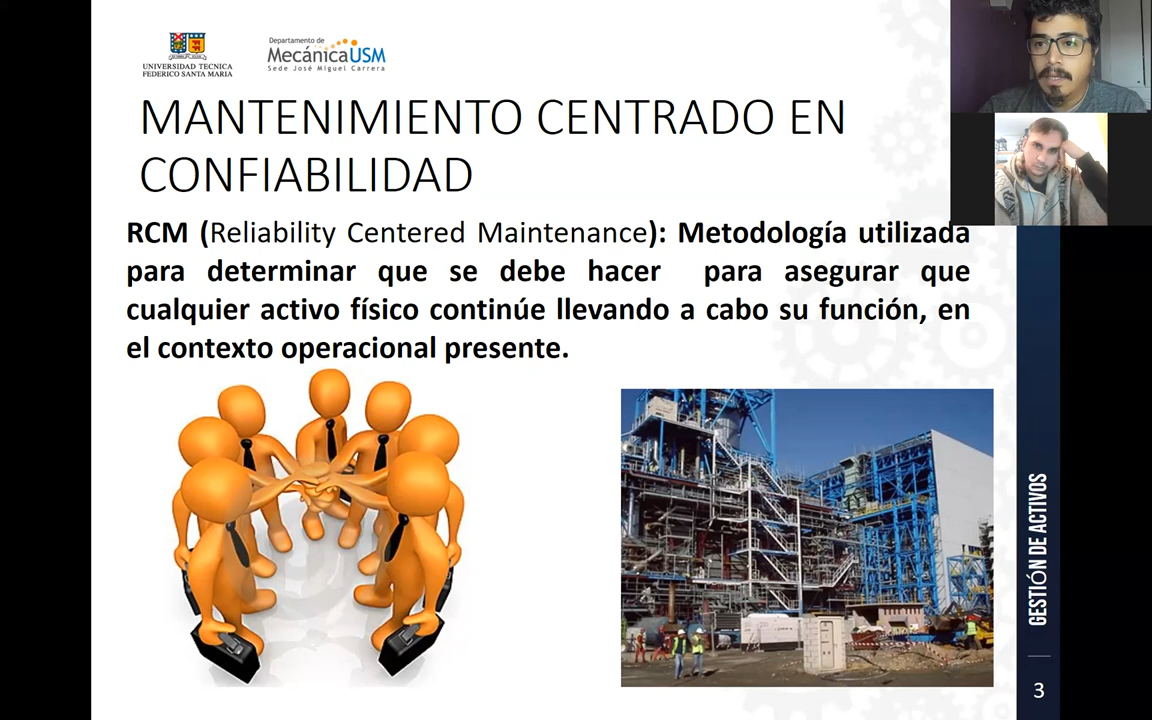 UNIVERSIDAD TECNICA
FEDERICO SANTA MARIA
Departamento de
MecánicaUSM
Sede José Miguel Carrera
MANTENIMIENTO CENTRADO EN
CONFIABILIDAD
RCM (Reliability Centered Maintenance): Metodología utilizada
para determinar que se debe hacer para asegurar que
cualquier activo físico continúe llevando a cabo su función, en
el contexto operacional presente.
GESTIÓN DE ACTIVOS
3